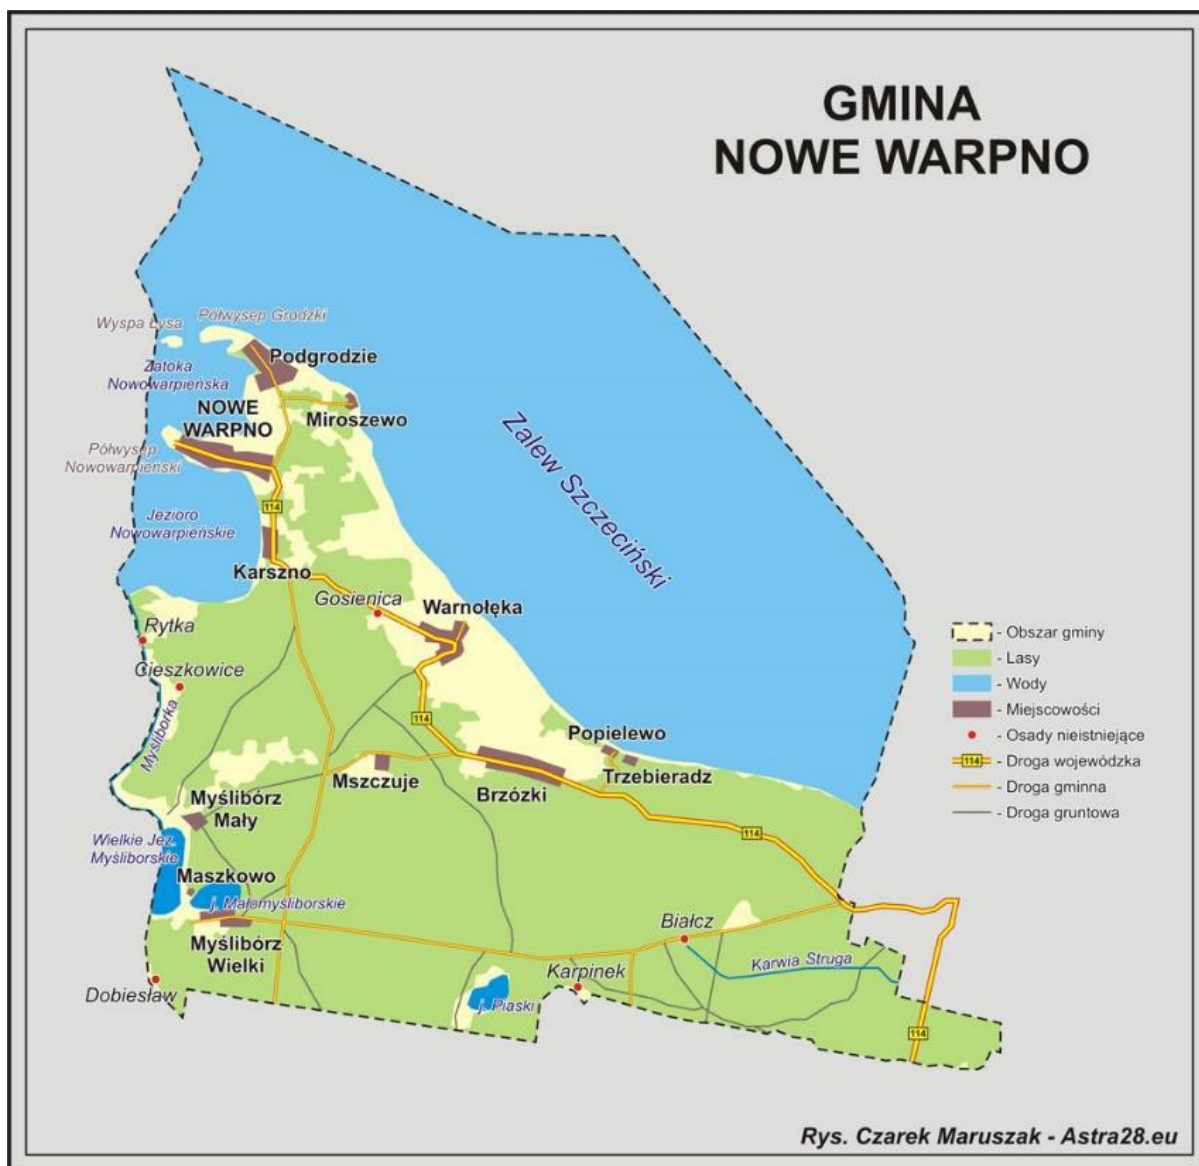 GMINA
NOWE WARPNO
Wyspa Łysa
Półwysep Grodzki
Zatoka
Nowowarpieńska
Podgrodzie
NOWE
WARPNO
Miroszewo
Półwysep
Nowowarpieński
Zalew Szczeciński
114
Jezioro
Nowowarpieńskie
Karszno
Gosienica
Warnołęka
Rytka
Cieszkowice
Myśliborka
114
Popielewo
Trzebieradz
Mszczuje
Brzózki
Myślibórz
Mały
114
Wielkie Jez.
Myśliborskie
Maszkowo
j. Małomyśliborskie
Myślibórz
Wielki
Białcz
Karwia Struga
Dobiesław
j. Piaski
Karpinek
114
- Obszar gminy
- Lasy
- Wody
- Miejscowości
- Osady nieistniejące
114 - Droga wojewódzka
- Droga gminna
- Droga gruntowa
Rys. Czarek Maruszak - Astra28.eu